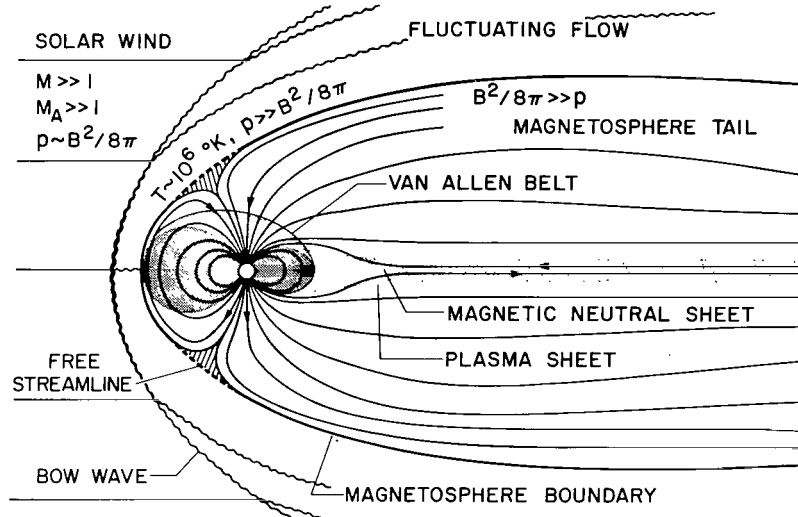 SOLAR WIND
M >> 1
M_A >> 1
p ~ B²/8π
FLUCTUATING FLOW
T ~ 10⁶ °K, p >> B²/8π
B²/8π >> p
MAGNETOSPHERE TAIL
VAN ALLEN BELT
MAGNETIC NEUTRAL SHEET
PLASMA SHEET
FREE
STREAMLINE
BOW WAVE
MAGNETOSPHERE BOUNDARY